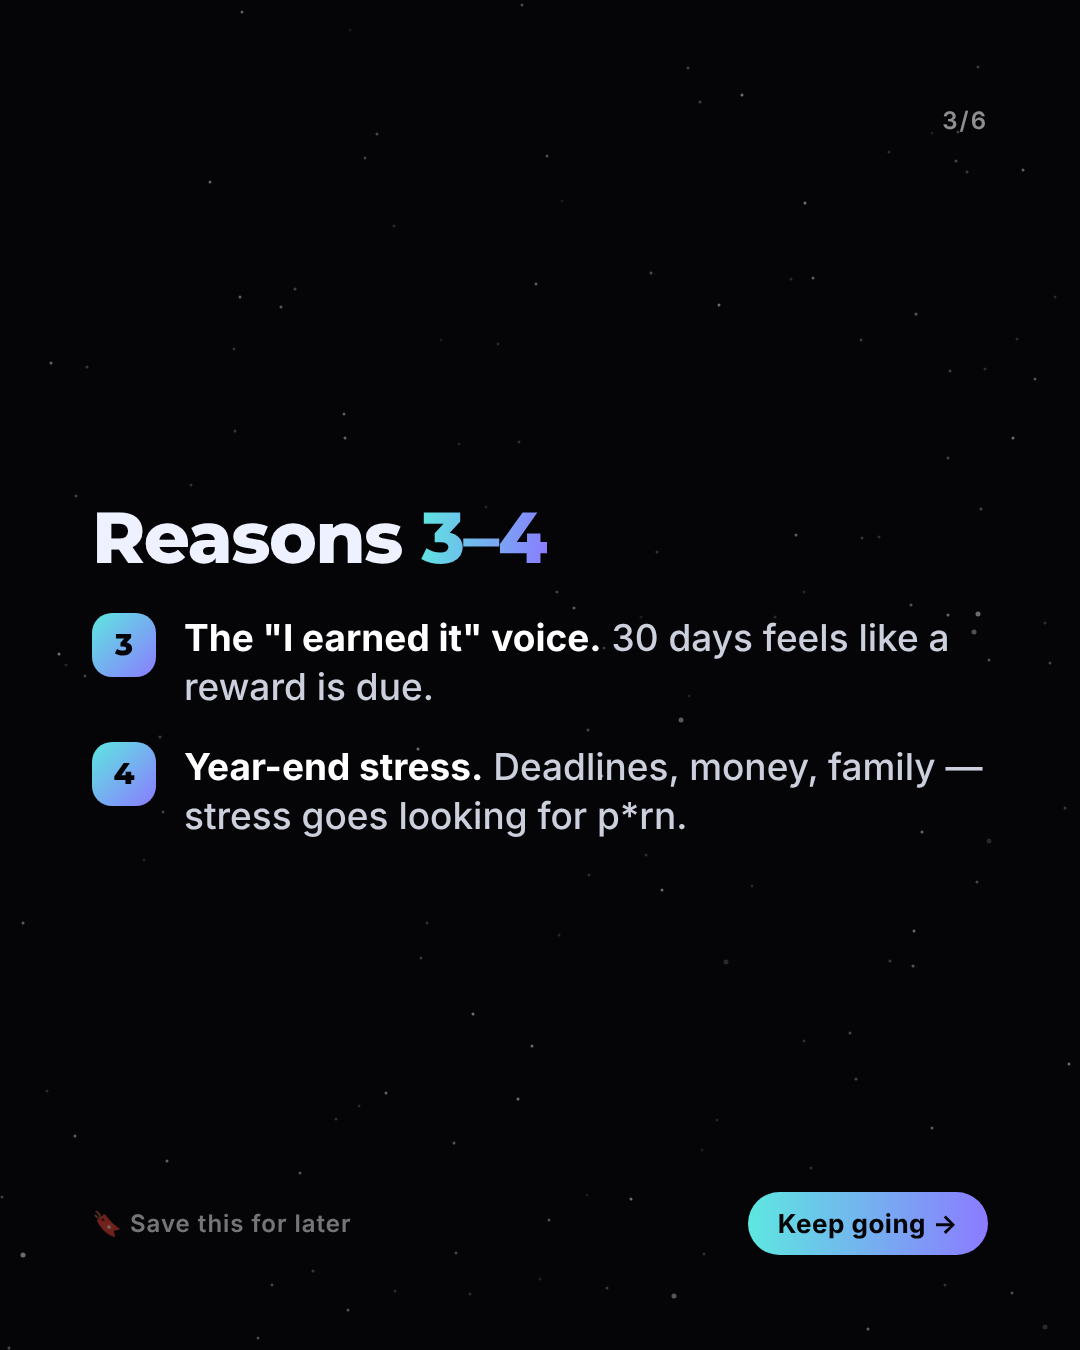 3/6
Reasons 3–4
3
The "I earned it" voice. 30 days feels like a
reward is due.
4
Year-end stress. Deadlines, money, family —
stress goes looking for p*rn.
🔖 Save this for later
Keep going →